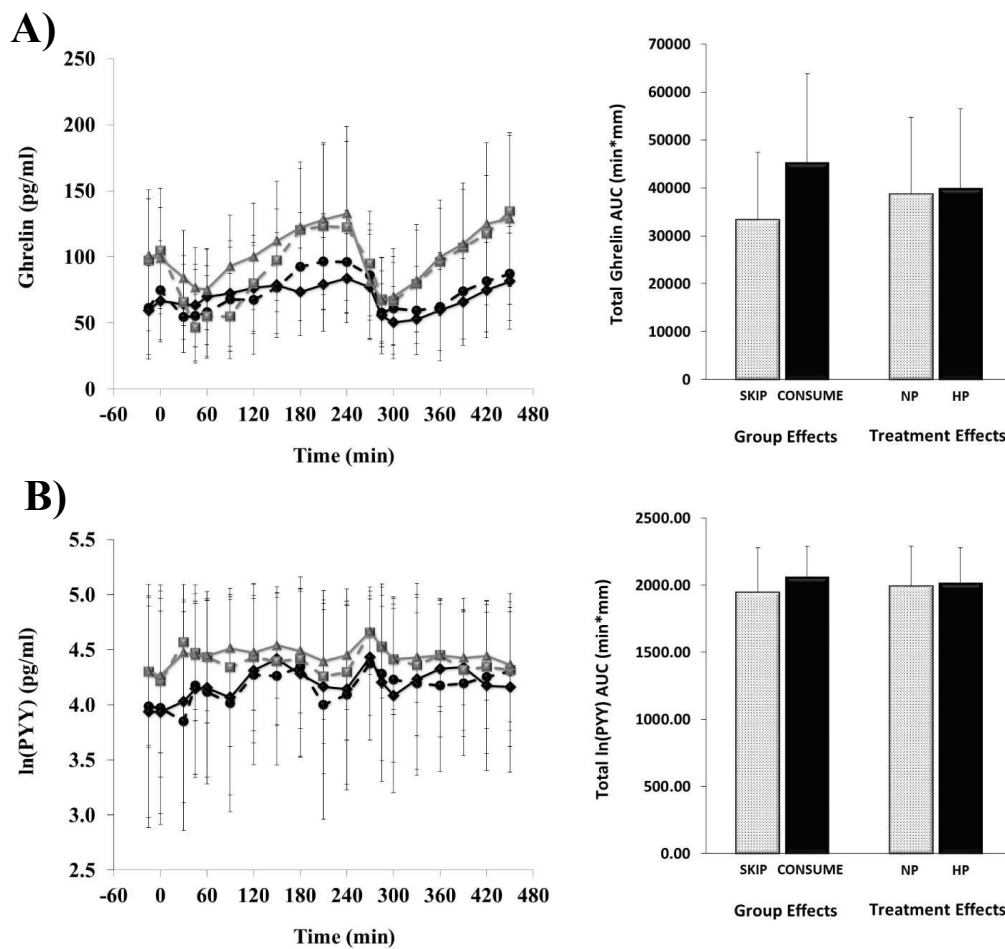 A)
250
200
150
100
50
0
Ghrelin (pg/ml)
-60 0 60 120 180 240 300 360 420 480
Time (min)
70000
60000
50000
40000
30000
20000
10000
0
Total Ghrelin AUC (min*mm)
SKIP CONSUME NP HP
Group Effects Treatment Effects
B)
5.5
5.0
4.5
4.0
3.5
3.0
2.5
ln(PYY) (pg/ml)
-60 0 60 120 180 240 300 360 420 480
Time (min)
2500.00
2000.00
1500.00
1000.00
500.00
0.00
Total ln(PYY) AUC (min*mm)
SKIP CONSUME NP HP
Group Effects Treatment Effects